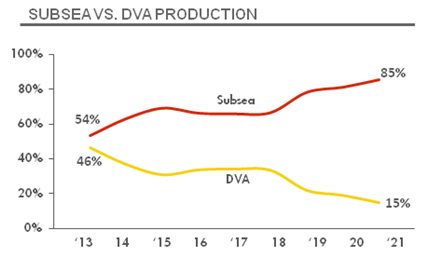 SUBSEA VS. DVA PRODUCTION
100%
80%
60%
40%
20%
0%
54%
46%
Subsea
DVA
85%
15%
‘13 14 ‘15 16 ‘17 18 ‘19 20 ‘21